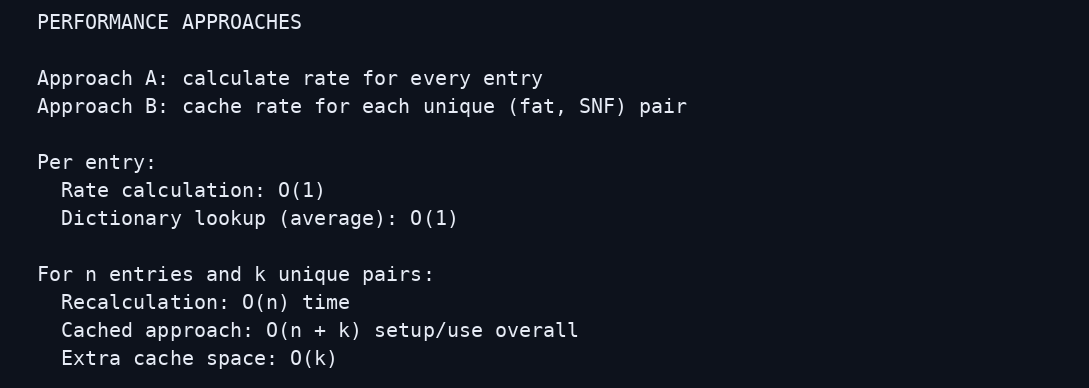 PERFORMANCE APPROACHES
Approach A: calculate rate for every entry
Approach B: cache rate for each unique (fat, SNF) pair
Per entry:
Rate calculation: O(1)
Dictionary lookup (average): O(1)
For n entries and k unique pairs:
Recalculation: O(n) time
Cached approach: O(n + k) setup/use overall
Extra cache space: O(k)